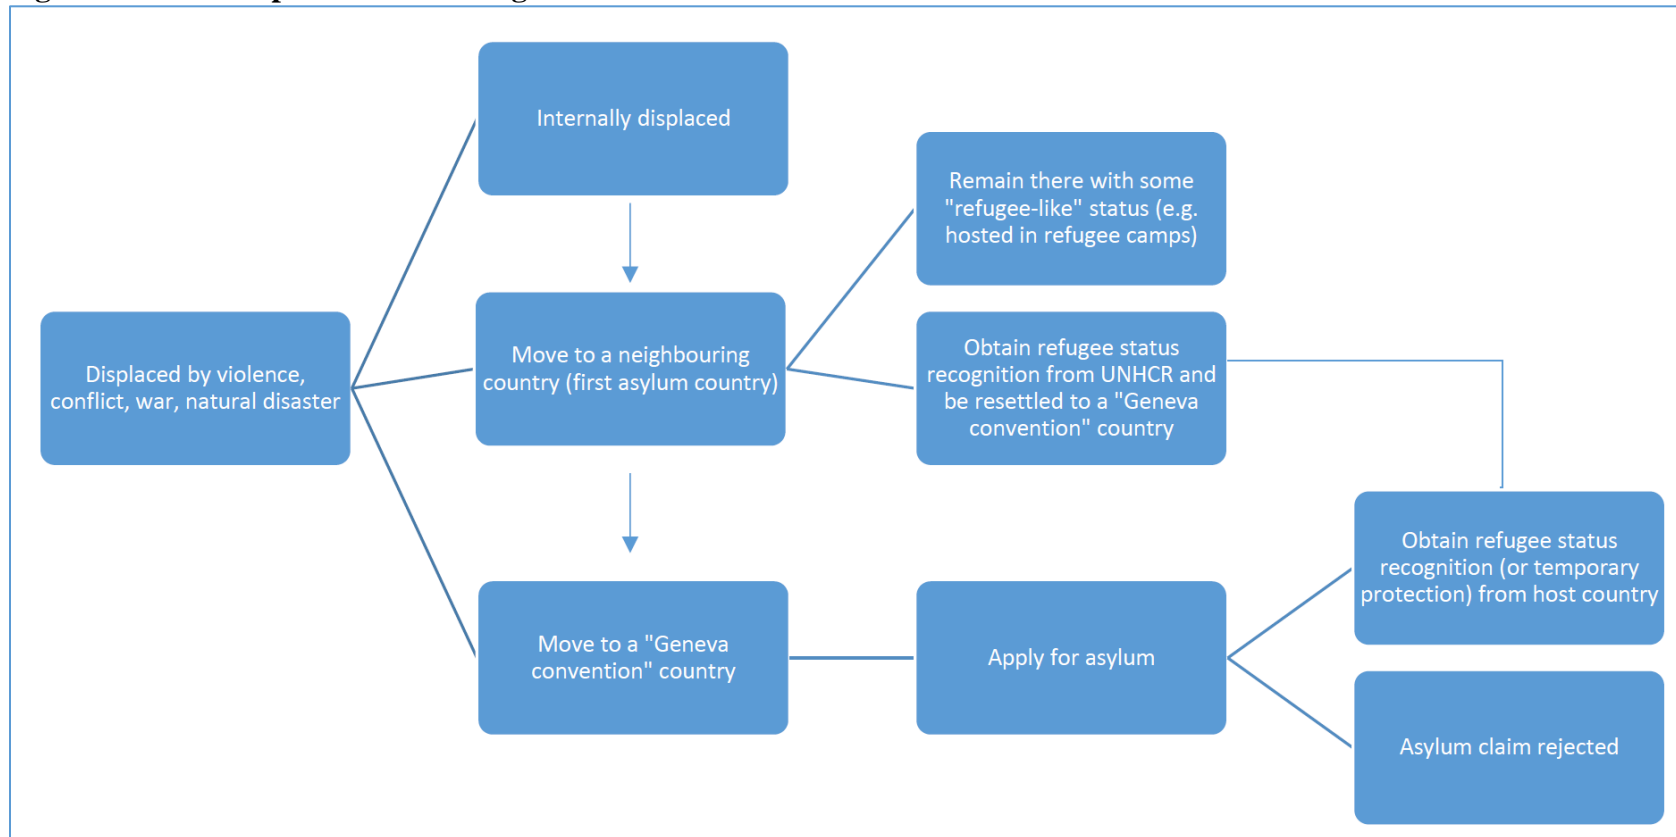 Internally displaced
Remain there with some
"refugee-like" status (e.g.
hosted in refugee camps)
Displaced by violence,
conflict, war, natural disaster
Move to a neighbouring
country (first asylum country)
Obtain refugee status
recognition from UNHCR and
be resettled to a "Geneva
convention" country
Move to a "Geneva
convention" country
Apply for asylum
Obtain refugee status
recognition (or temporary
protection) from host country
Asylum claim rejected